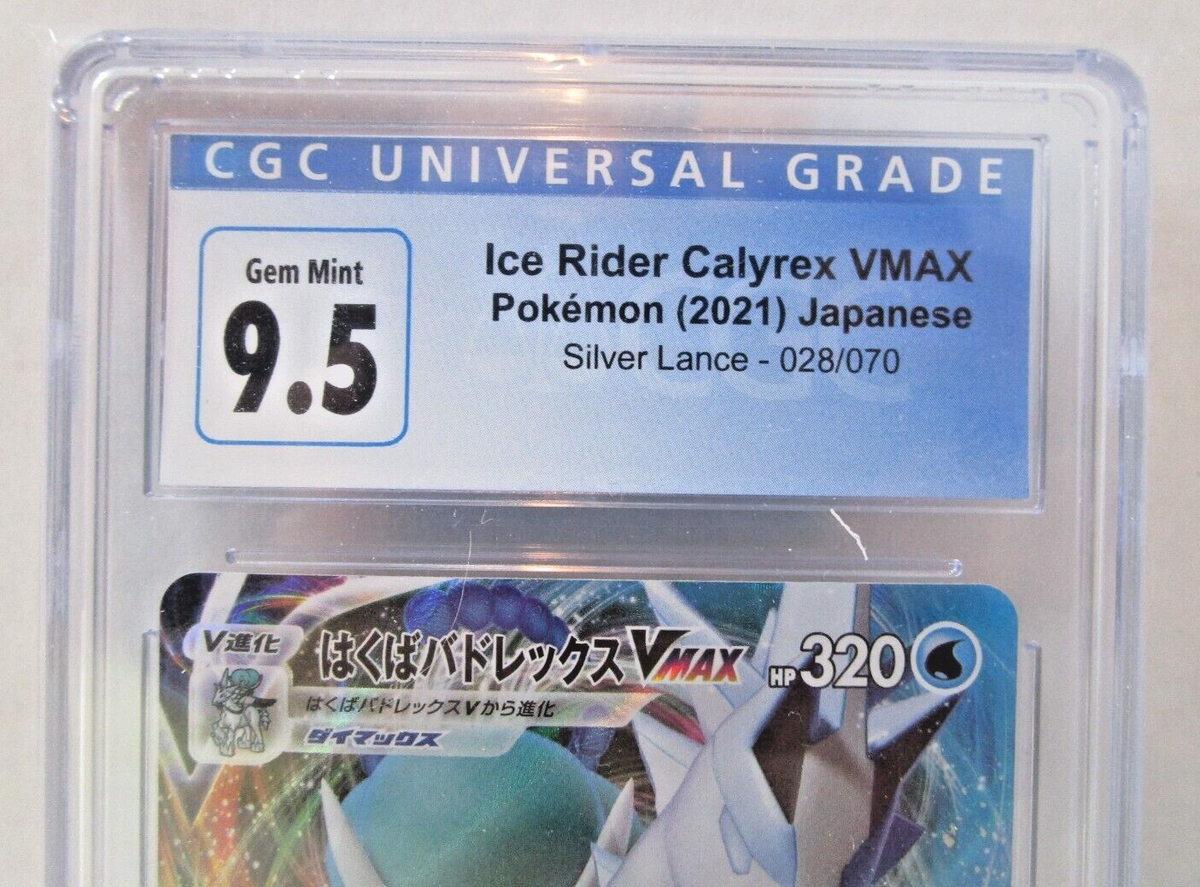 CGC UNIVERSAL GRADE
Gem Mint
9.5
Ice Rider Calyrex VMAX
Pokémon (2021) Japanese
Silver Lance - 028/070
V進化
はくばバドレックスVMAX
HP320
はくばバドレックスVから進化
ダイマックス